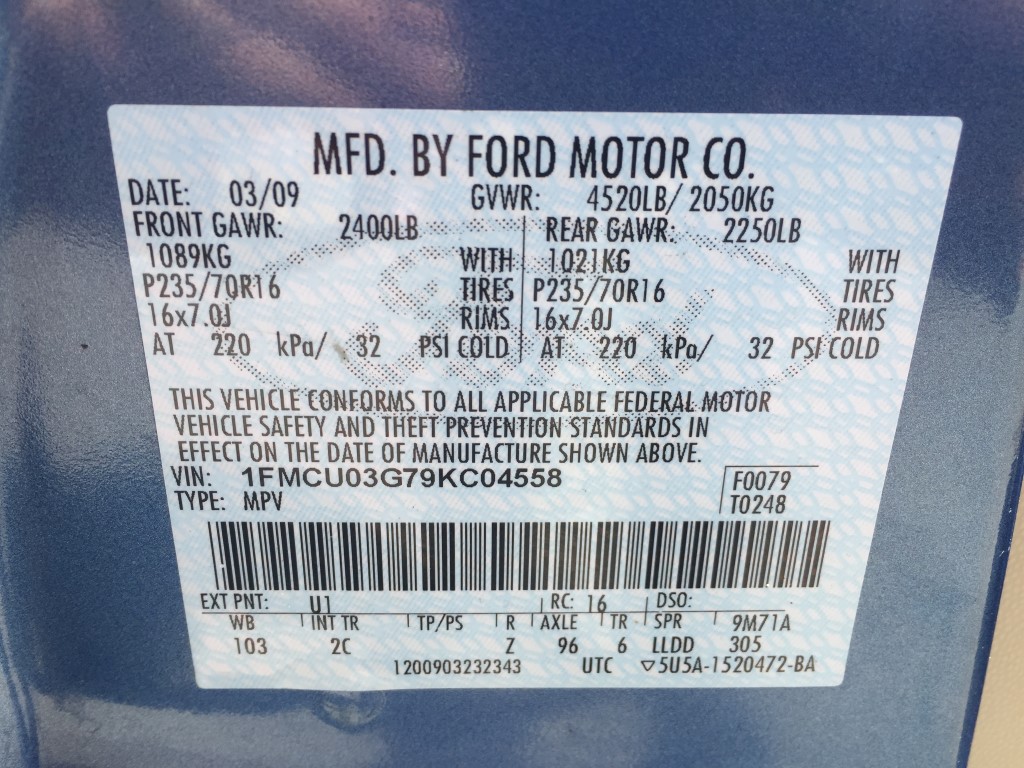 MFD. BY FORD MOTOR CO.
DATE: 03/09 GVWR: 4520LB/ 2050KG
FRONT GAWR: 2400LB REAR GAWR: 2250LB
1089KG WITH 1021KG WITH
P235/70R16 TIRES P235/70R16 TIRES
16x7.0J RIMS 16x7.0J RIMS
AT 220 kPa/ 32 PSI COLD AT 220 kPa/ 32 PSI COLD
THIS VEHICLE CONFORMS TO ALL APPLICABLE FEDERAL MOTOR
VEHICLE SAFETY AND THEFT PREVENTION STANDARDS IN
EFFECT ON THE DATE OF MANUFACTURE SHOWN ABOVE.
VIN: 1FMCU03G79KC04558 F0079
TYPE: MPV T0248
EXT PNT: U1 RC: 16 DSO:
WB INT TR TP/PS R AXLE TR SPR 9M71A
103 2C Z 96 6 LLDD 305
1200903232343 UTC ▽5U5A-1520472-BA